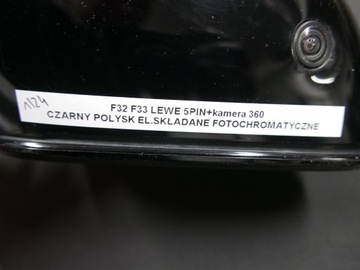 F32 F33 LEWE 5PIN+kamera 360
CZARNY POLYSK EL.SKLADANE FOTOCHROMATYCZNE